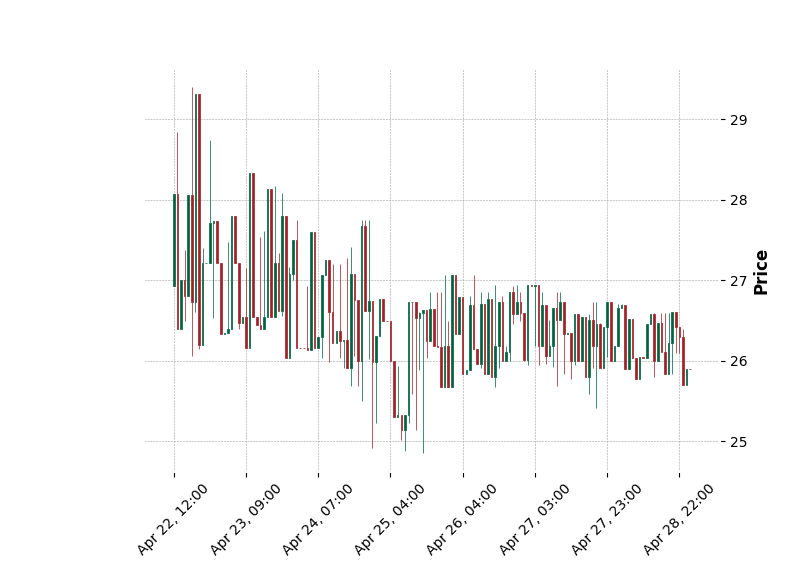 29
28
27
26
25
Price
Apr 22, 12:00
Apr 23, 09:00
Apr 24, 07:00
Apr 25, 04:00
Apr 26, 04:00
Apr 27, 03:00
Apr 27, 23:00
Apr 28, 22:00